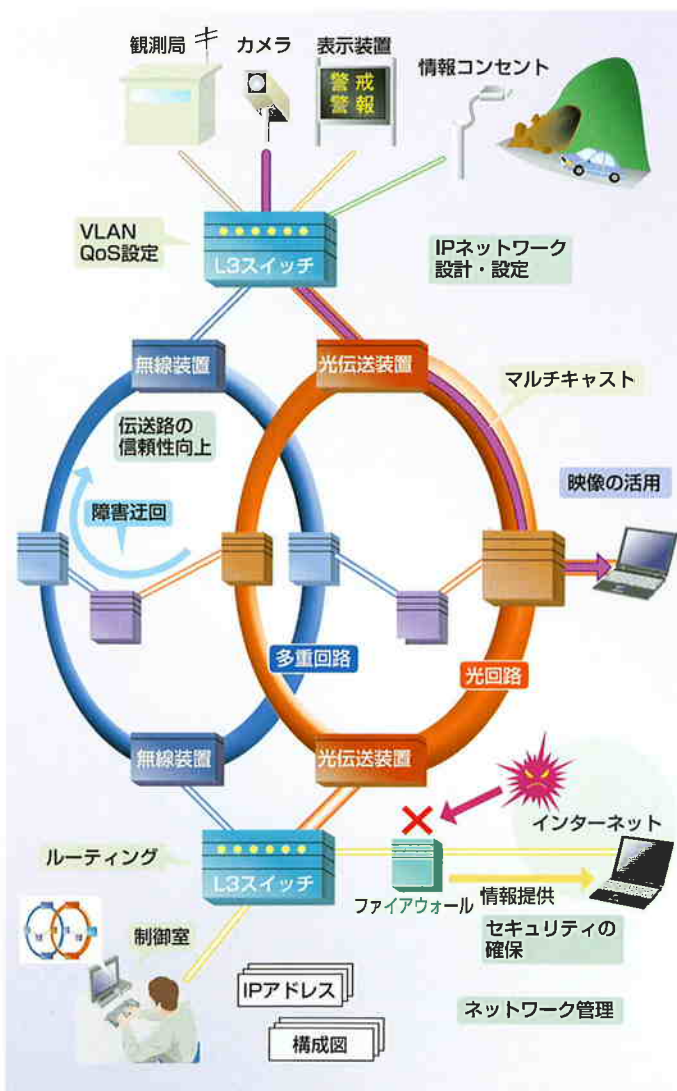 観測局
カメラ
表示装置
情報コンセント
警戒
警報
VLAN
QoS設定
L3スイッチ
IPネットワーク
設計・設定
無線装置
光伝送装置
マルチキャスト
伝送路の
信頼性向上
障害迂回
映像の活用
多重回路
光回路
無線装置
光伝送装置
インターネット
ルーティング
L3スイッチ
ファイアウォール
情報提供
セキュリティの
確保
制御室
IPアドレス
構成図
ネットワーク管理